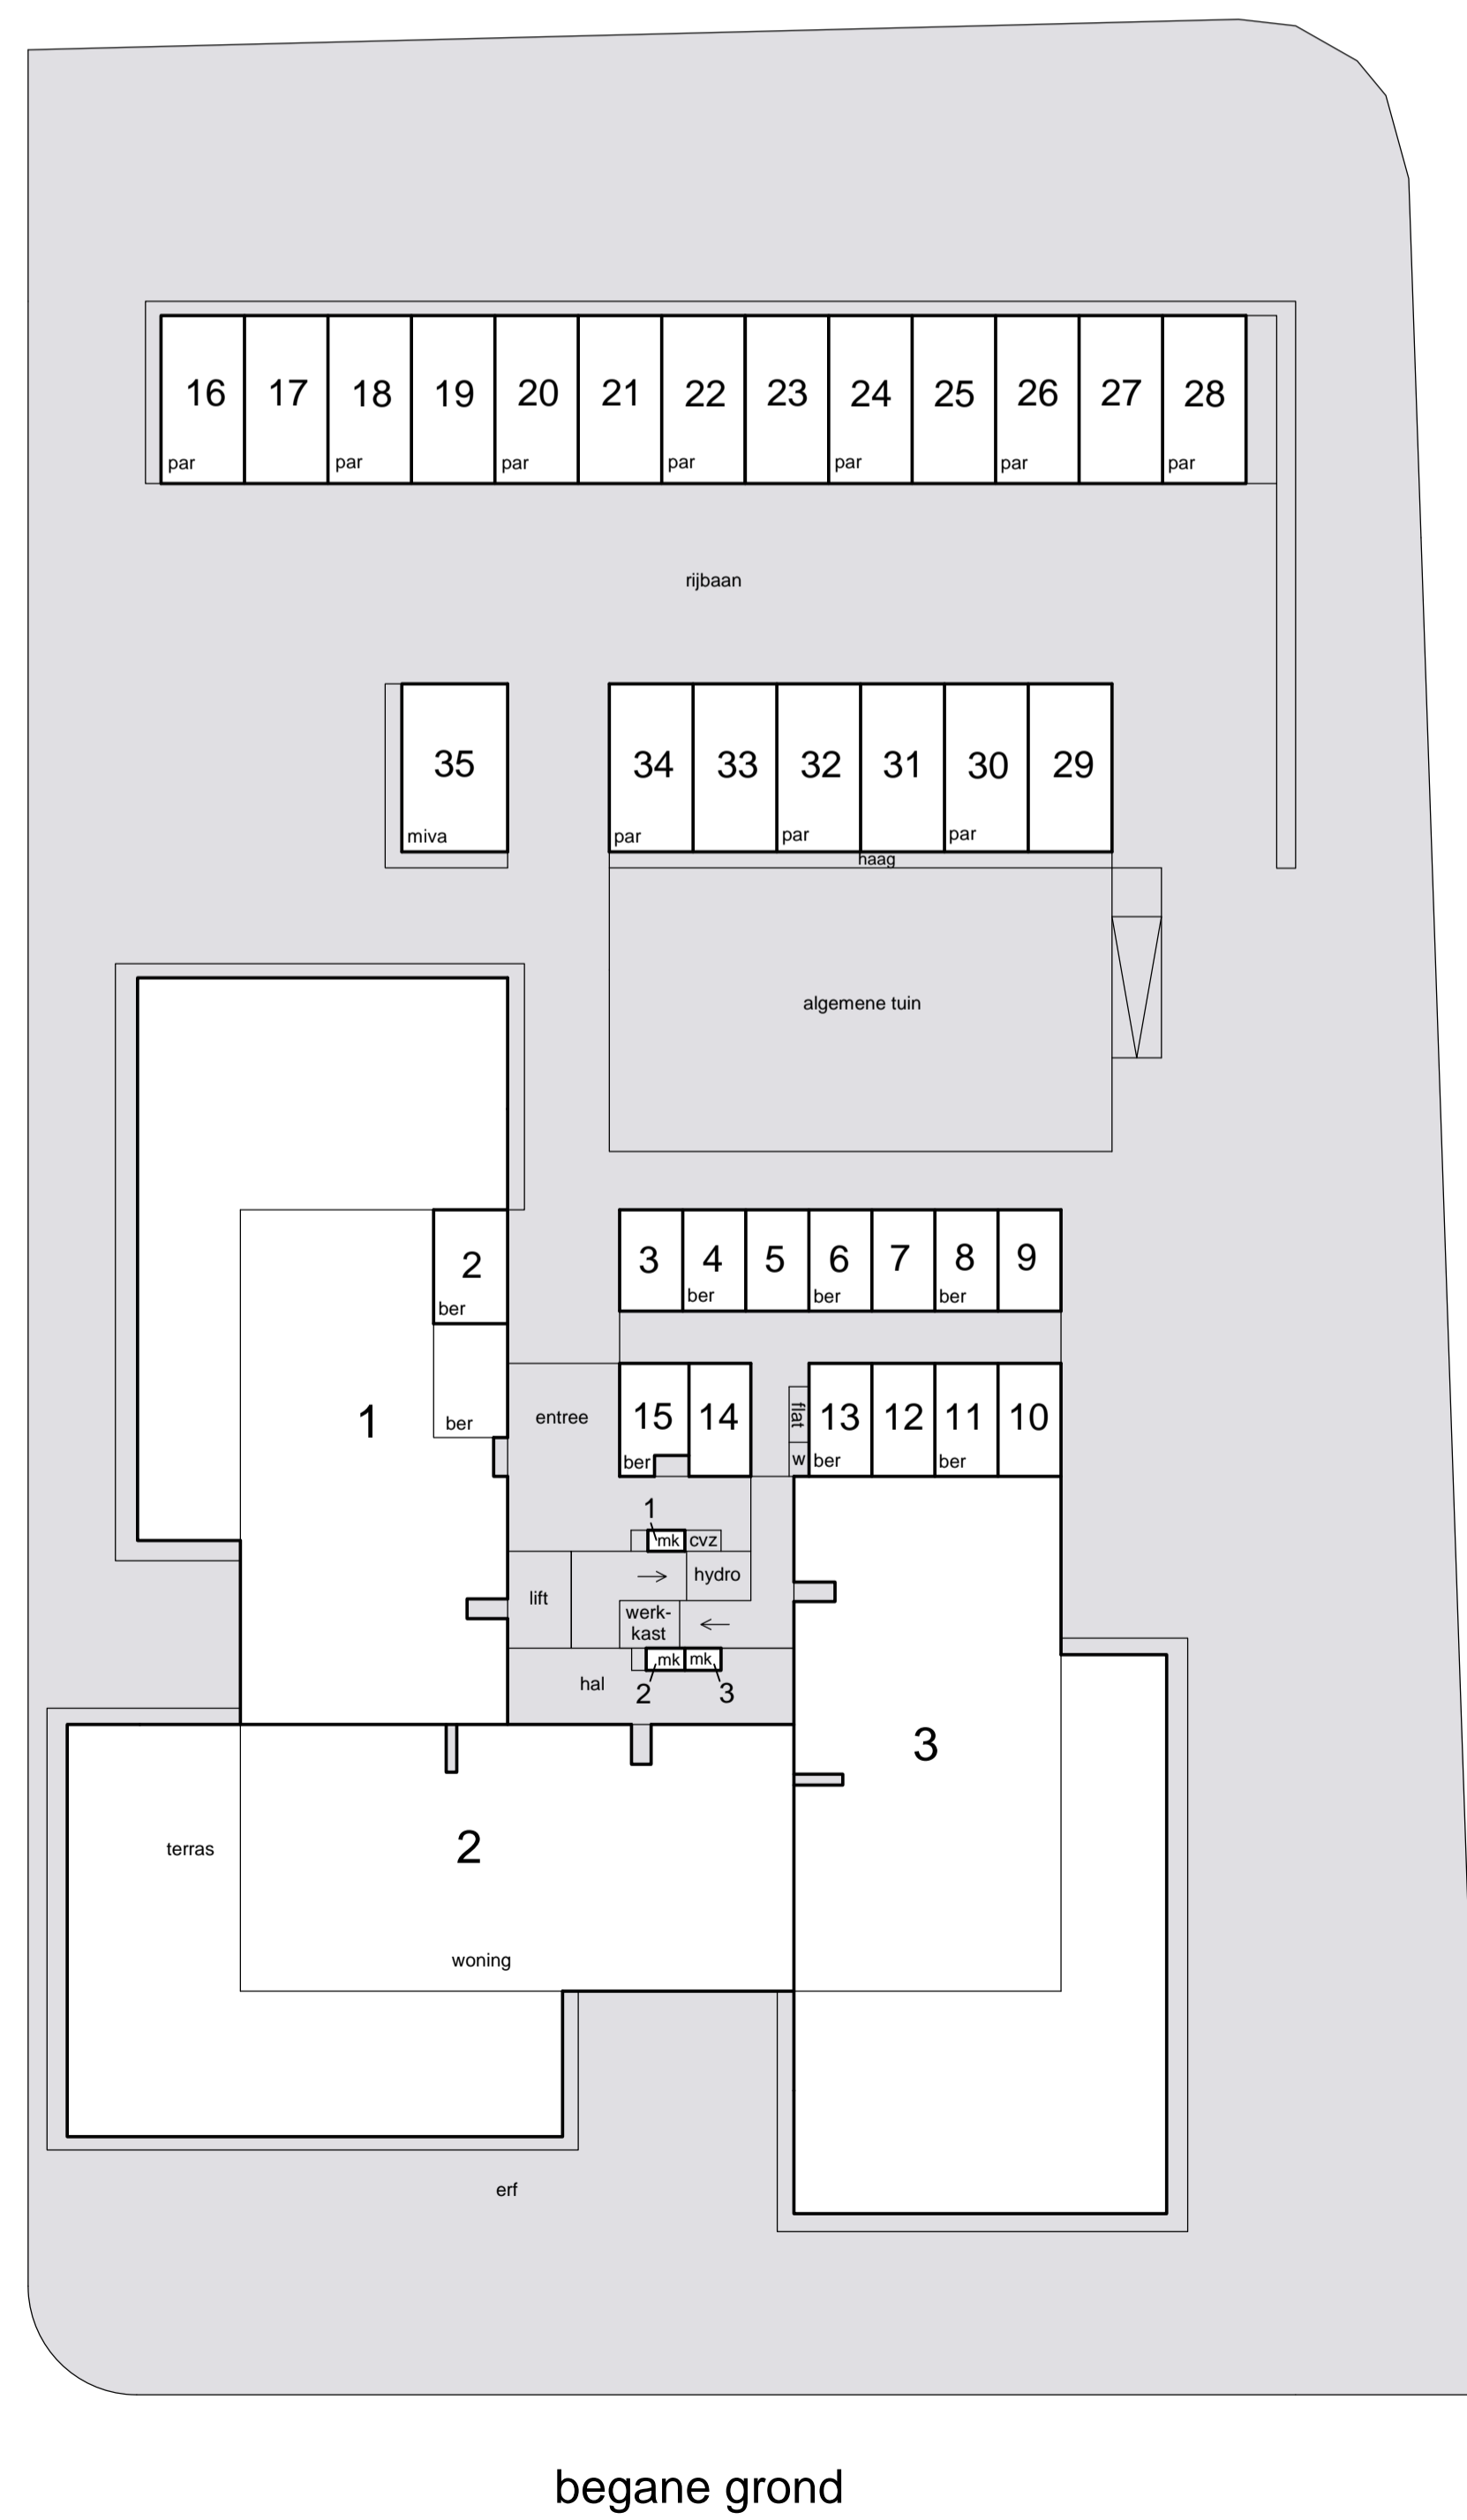 16 17 18 19 20 21 22 23 24 25 26 27 28
par par par par par par par
rijbaan
35 34 33 32 31 30 29
miva par par par
haag
algemene tuin
2 3 4 5 6 7 8 9
ber ber ber ber
1 ber entree 15 14 flat 13 12 11 10
ber w ber ber
1
mk cvz
hydro
lift
werk-
kast
mk mk
hal
2 3
3
2
terras
woning
erf
begane grond